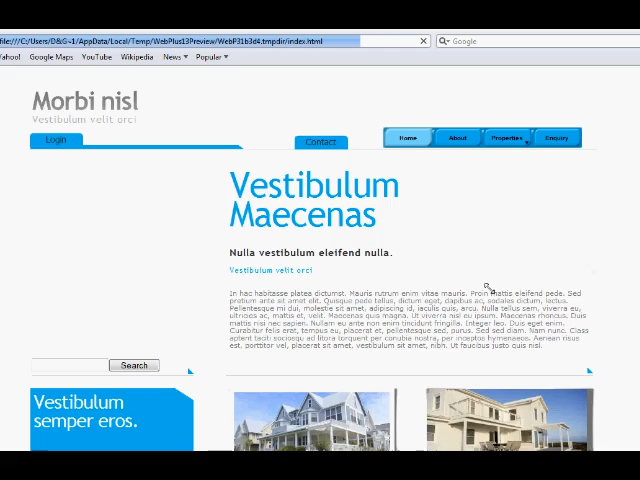 file:///C:/Users/D&G~1/AppData/Local/Temp/WebPlus13Preview/WebP31b3d4.tmpdir/index.html
Google
Yahoo!
Google Maps
YouTube
Wikipedia
News
Popular
Morbi nisl
Vestibulum velit orci
Login
Contact
Home
About
Properties
Enquiry
Vestibulum
Maecenas
Nulla vestibulum eleifend nulla.
Vestibulum velit orci
In hac habitasse platea dictumst. Mauris rutrum enim vitae mauris. Proin mattis eleifend pede. Sed
pretium ante sit amet elit. Quisque pede tellus, dictum eget, dapibus ac, sodales dictum, lectus.
Pellentesque mi dui, molestie sit amet, adipiscing id, iaculis quis, arcu. Nulla tellus sem, viverra eu,
ultricies ac, mattis et, velit. Maecenas quis magna. Ut viverra nisl eu ipsum. Maecenas rhoncus. Duis
mattis nisi nec sapien. Nullam eu ante non enim tincidunt fringilla. Integer leo. Duis eget enim.
Curabitur felis erat, tempus eu, placerat et, pellentesque sed, purus. Sed sed diam. Nam nunc. Class
aptent taciti sociosqu ad litora torquent per conubia nostra, per inceptos hymenaeos. Aenean risus
est, porttitor vel, placerat sit amet, vestibulum sit amet, nibh. Ut faucibus justo quis nisl.
Search
Vestibulum
semper eros.